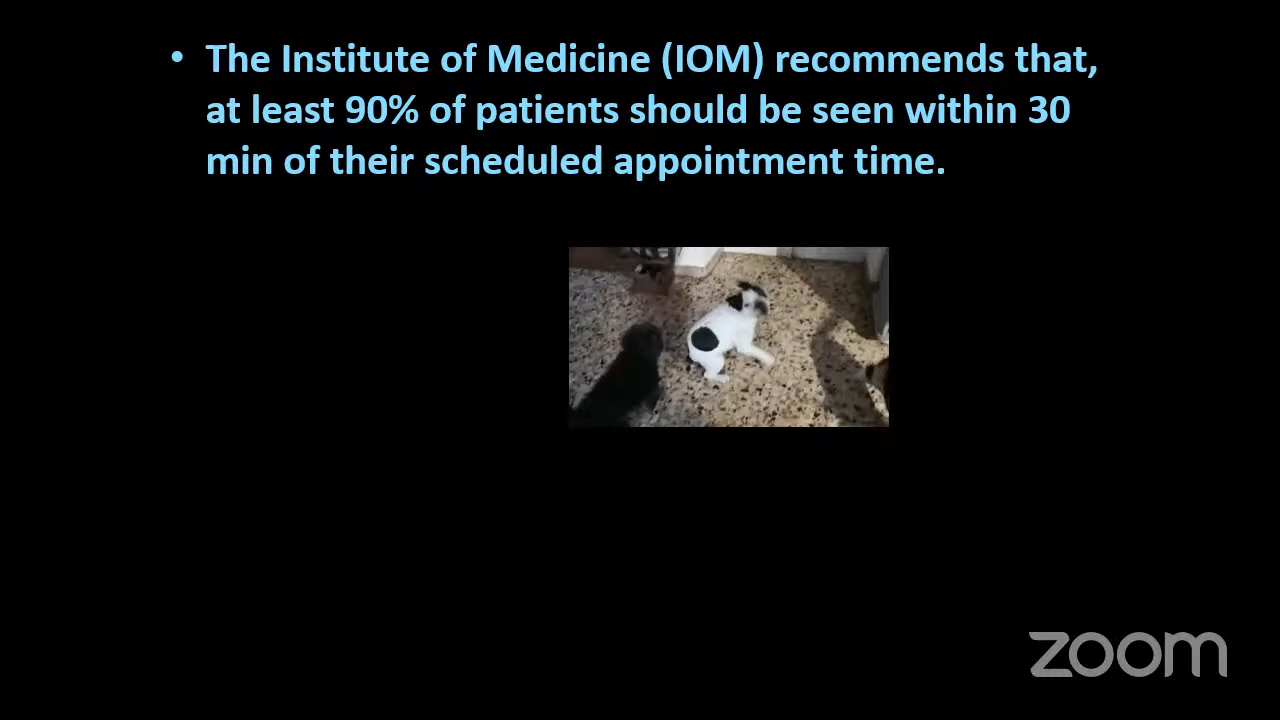 • The Institute of Medicine (IOM) recommends that,
at least 90% of patients should be seen within 30
min of their scheduled appointment time.
zoom